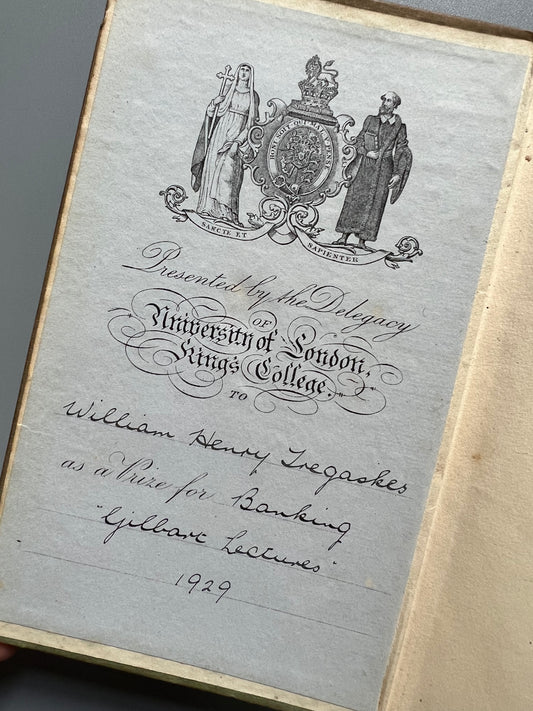 HONI SOIT QUI MAL Y PENSE
SANCTE ET SAPIENTER
Presented by the Delegacy
OF
University of London,
King's College.
TO
William Henry Tregaskes
as a Prize for Banking
"Gilbart Lectures"
1929